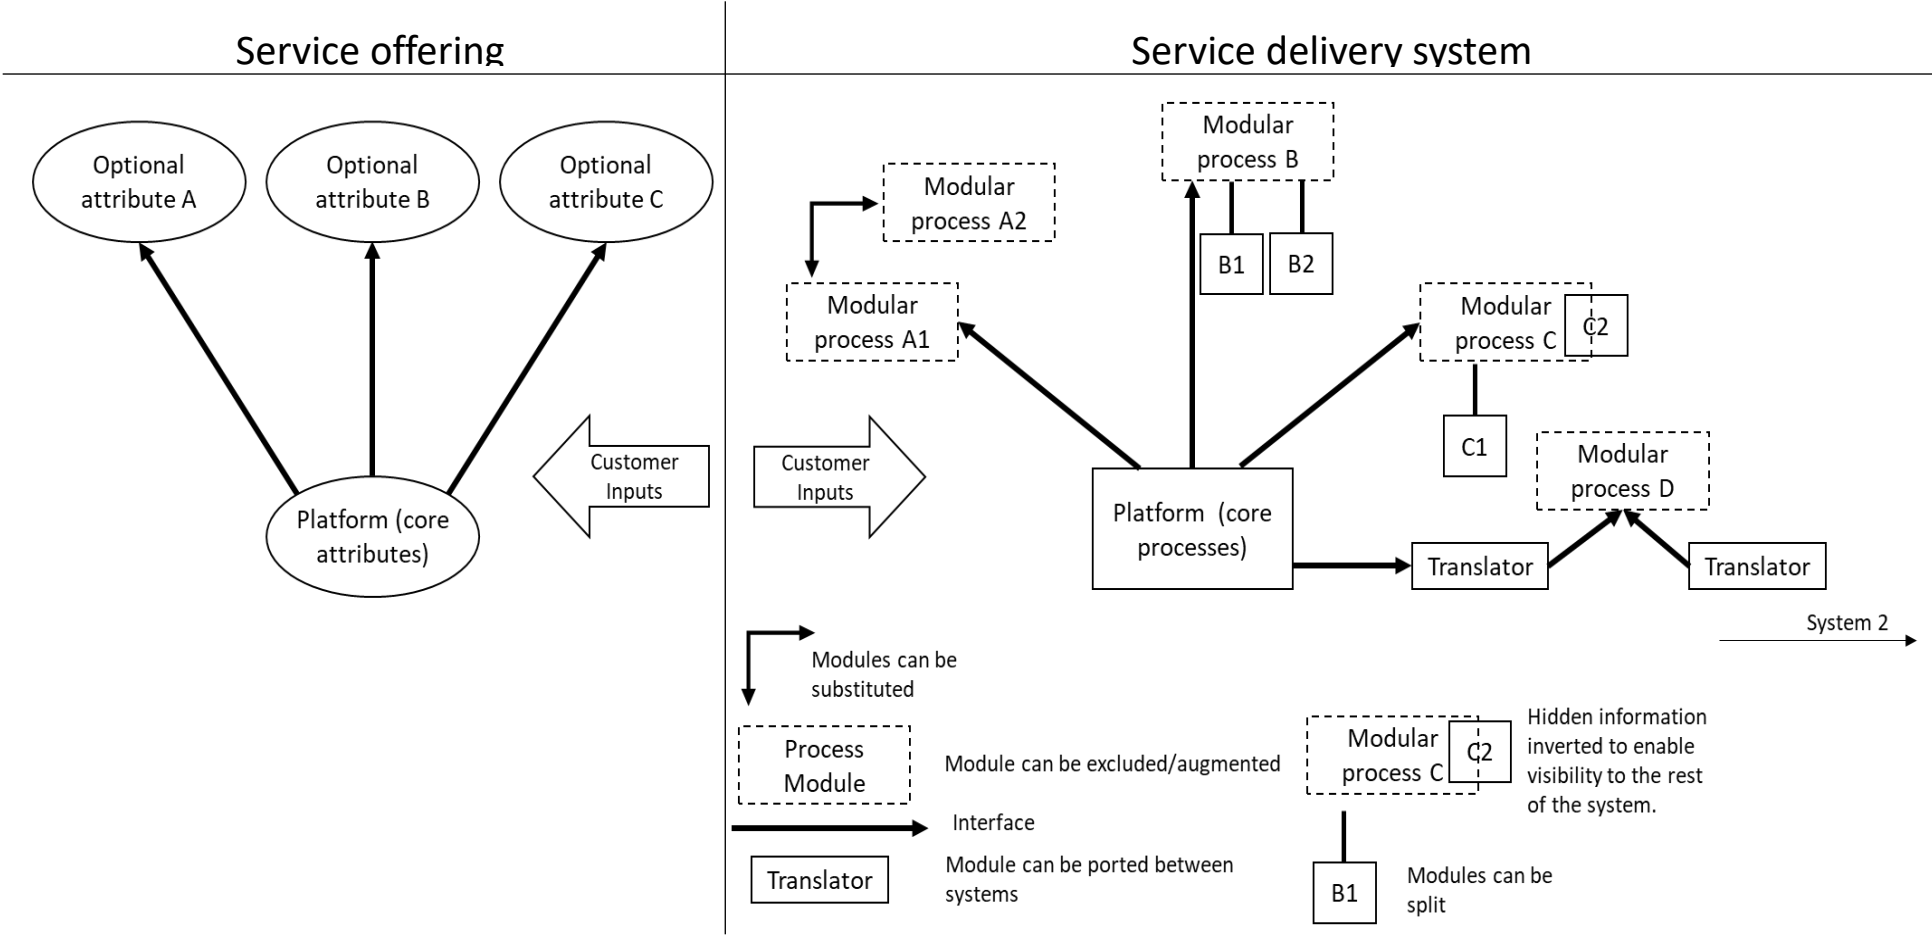 Service offering
Service delivery system
Optional
attribute A
Optional
attribute B
Optional
attribute C
Customer
Inputs
Platform (core
attributes)
Modular
process B
B1
B2
Modular
process A2
Modular
process A1
Modular
process C
C2
C1
Customer
Inputs
Platform (core
processes)
Modular
process D
Translator
Translator
System 2
Modules can be
substituted
Process
Module
Module can be excluded/augmented
Interface
Translator
Module can be ported between
systems
Modular
process C
C2
Hidden information
inverted to enable
visibility to the rest
of the system.
B1
Modules can be
split